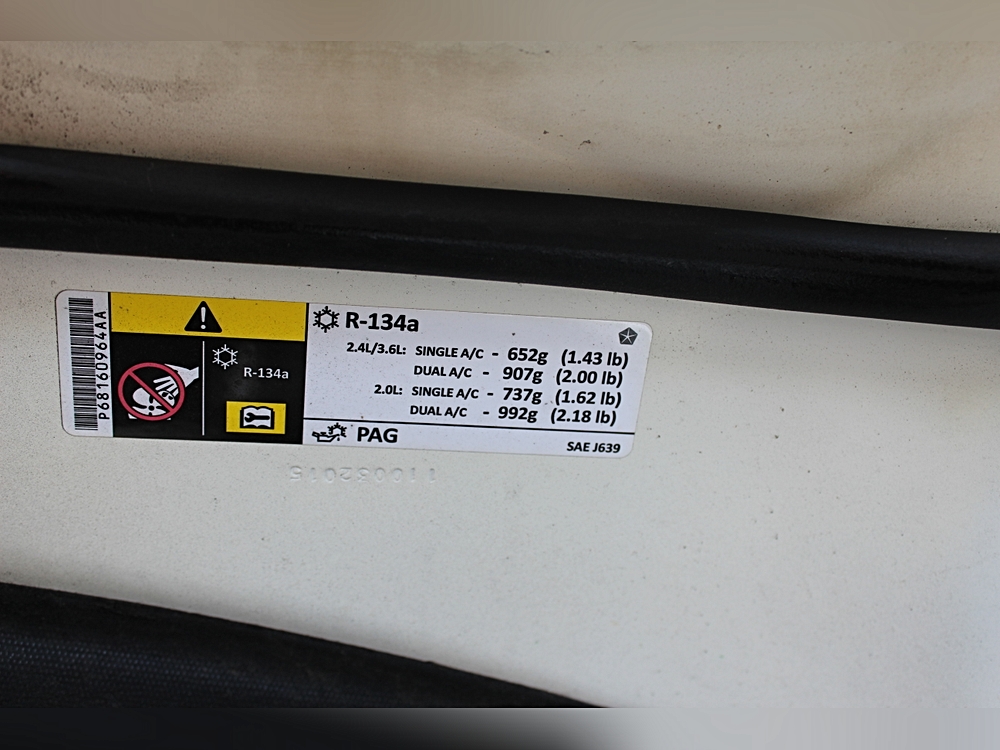 P68160964AA
R-134a
R-134a
2.4L/3.6L: SINGLE A/C - 652g (1.43 lb)
DUAL A/C - 907g (2.00 lb)
2.0L: SINGLE A/C - 737g (1.62 lb)
DUAL A/C - 992g (2.18 lb)
PAG
SAE J639